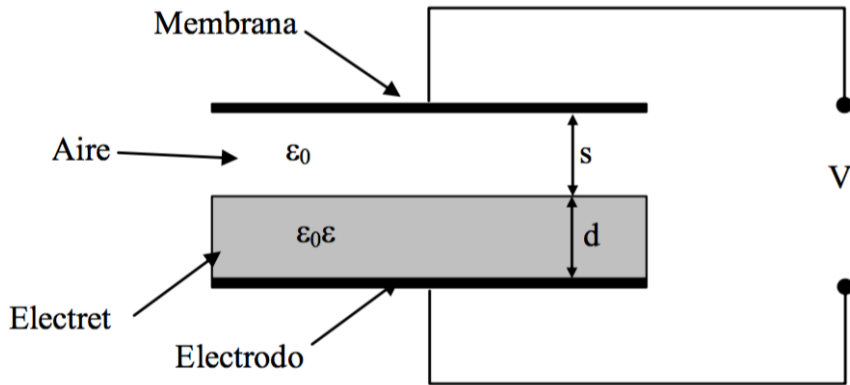 Membrana
Aire
ε₀
s
V
ε₀ε
d
Electret
Electrodo